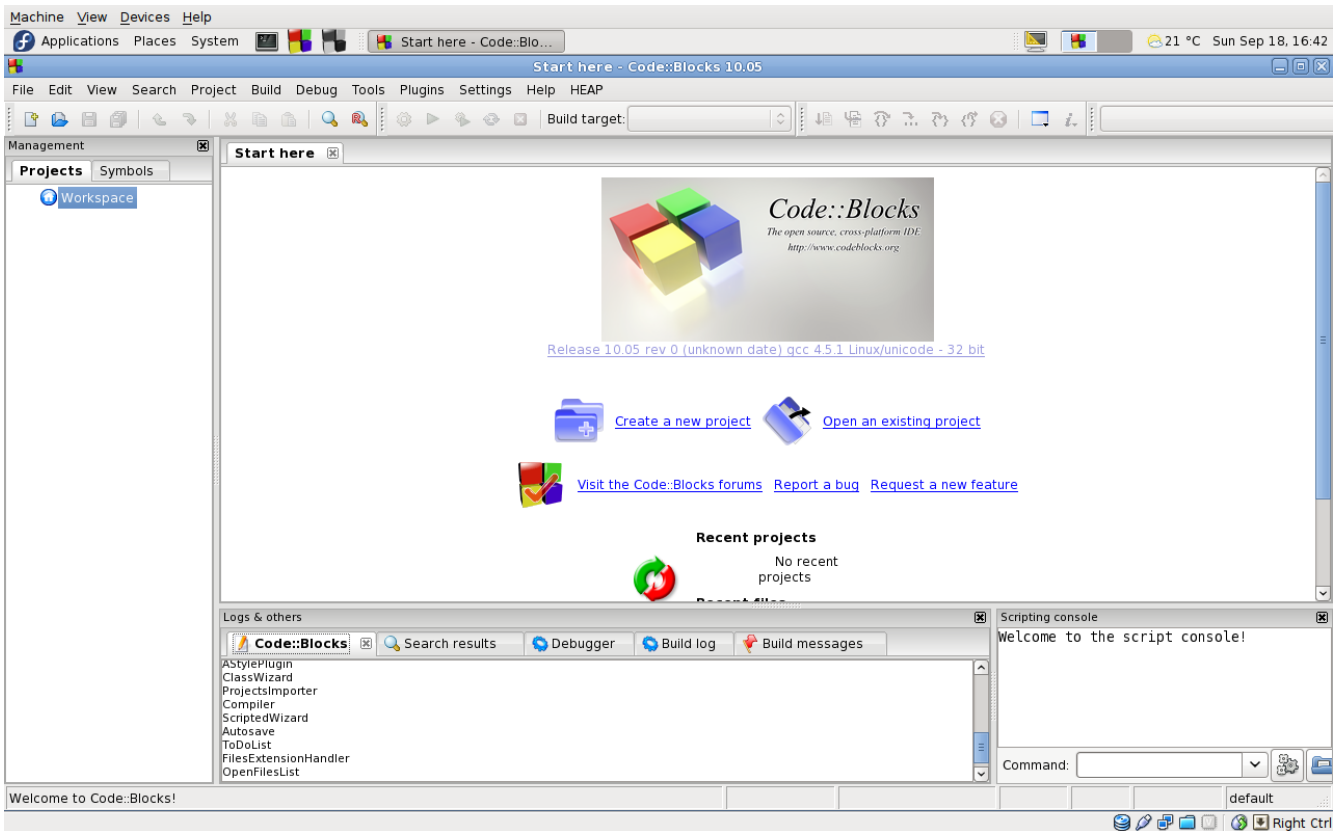 Machine View Devices Help
Applications Places System Start here - Code::Blo... 21 °C Sun Sep 18, 16:42
Start here - Code::Blocks 10.05
File Edit View Search Project Build Debug Tools Plugins Settings Help HEAP
Build target:
Management
Projects Symbols
Workspace
Start here
Code::Blocks
The open source, cross-platform IDE
http://www.codeblocks.org
Release 10.05 rev 0 (unknown date) gcc 4.5.1 Linux/unicode - 32 bit
Create a new project Open an existing project
Visit the Code::Blocks forums Report a bug Request a new feature
Recent projects
No recent
projects
Recent files
Logs & others
Code::Blocks Search results Debugger Build log Build messages
AStylePlugin
ClassWizard
ProjectsImporter
Compiler
ScriptedWizard
Autosave
ToDoList
FilesExtensionHandler
OpenFilesList
Scripting console
Welcome to the script console!
Command:
Welcome to Code::Blocks! default
Right Ctrl